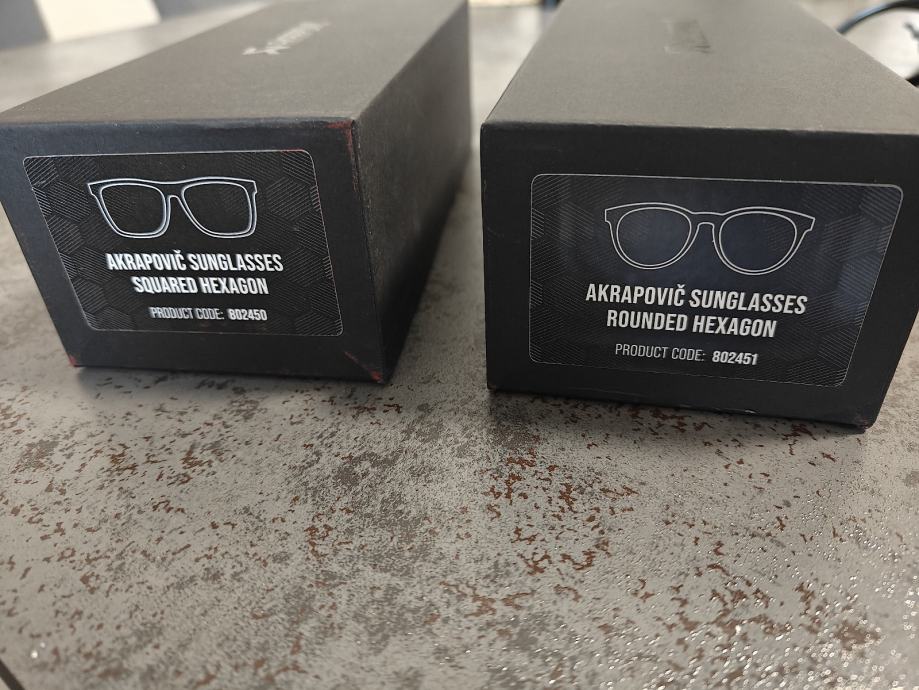 AKRAPOVIČ SUNGLASSES
SQUARED HEXAGON
PRODUCT CODE: 802450
AKRAPOVIČ SUNGLASSES
ROUNDED HEXAGON
PRODUCT CODE: 802451